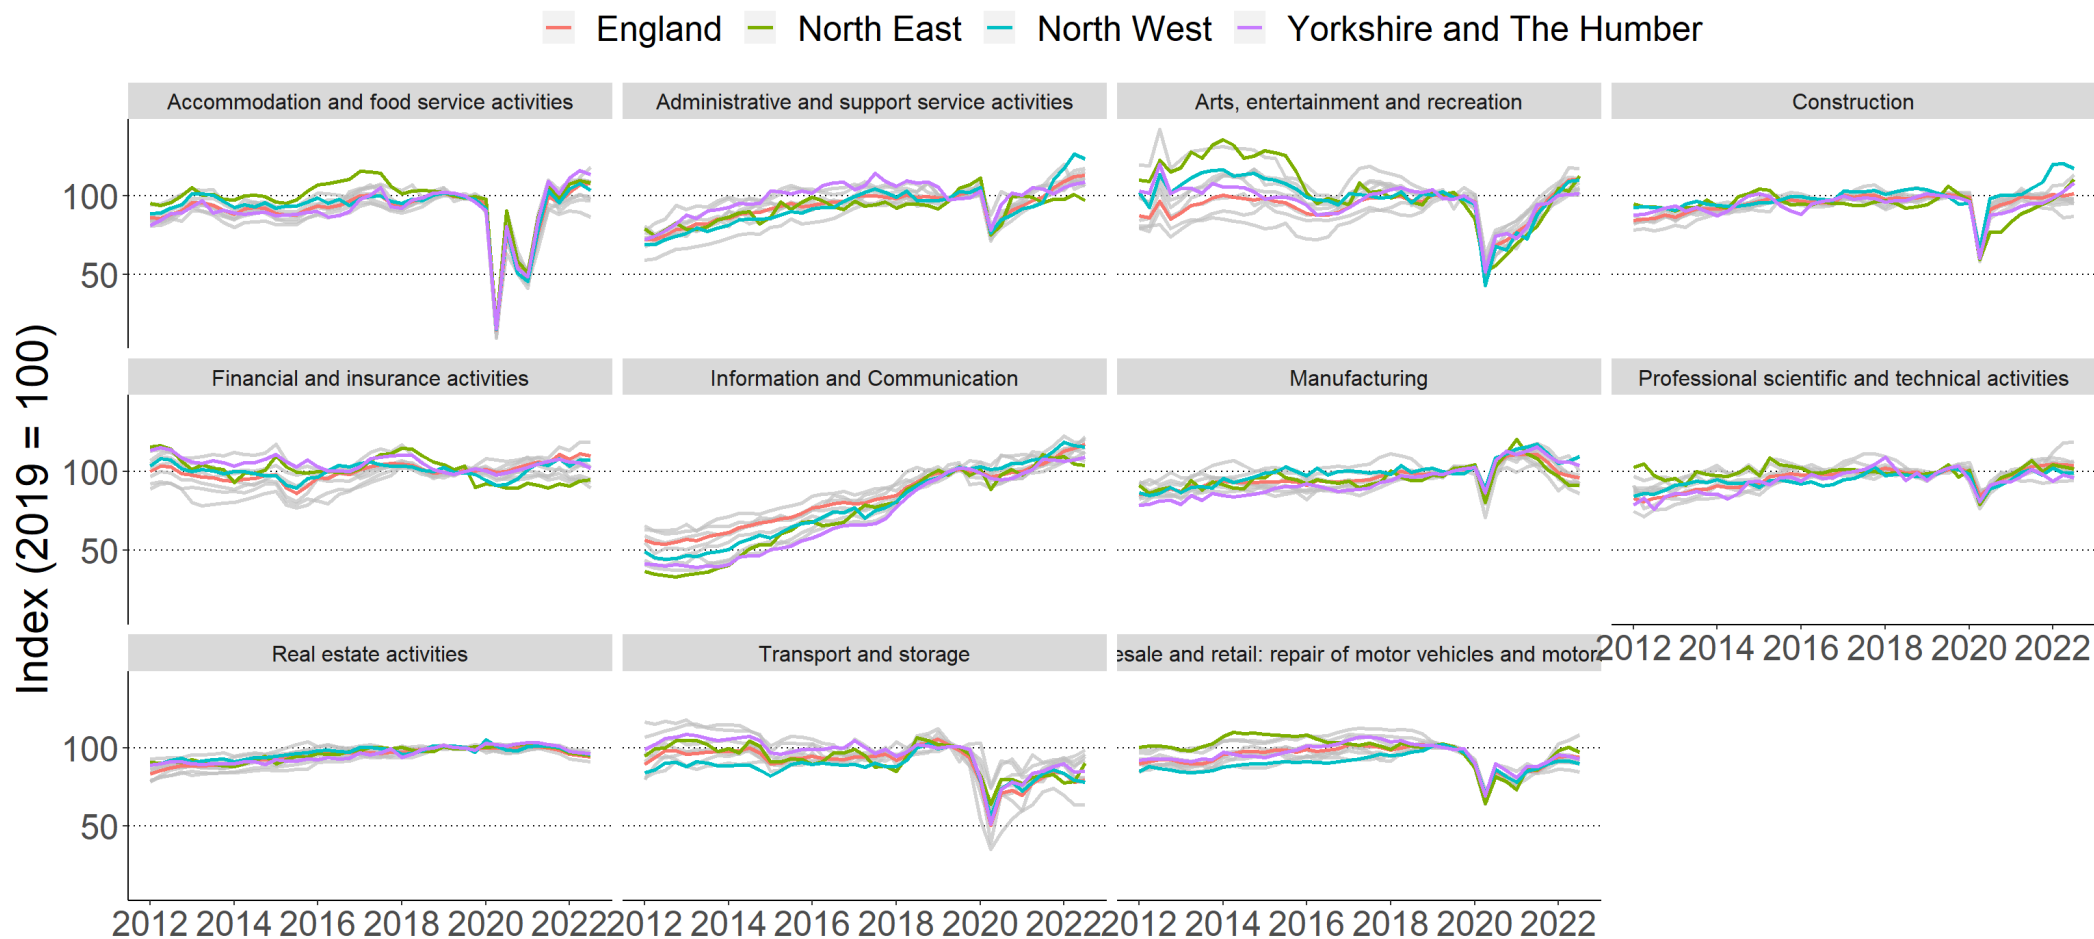 England North East North West Yorkshire and The Humber
Accommodation and food service activities
Administrative and support service activities
Arts, entertainment and recreation
Construction
100
50
Financial and insurance activities
Information and Communication
Manufacturing
Professional scientific and technical activities
Index (2019 = 100)
100
50
2012 2014 2016 2018 2020 2022
Real estate activities
Transport and storage
esale and retail: repair of motor vehicles and motor
100
50
2012 2014 2016 2018 2020 2022
2012 2014 2016 2018 2020 2022
2012 2014 2016 2018 2020 2022